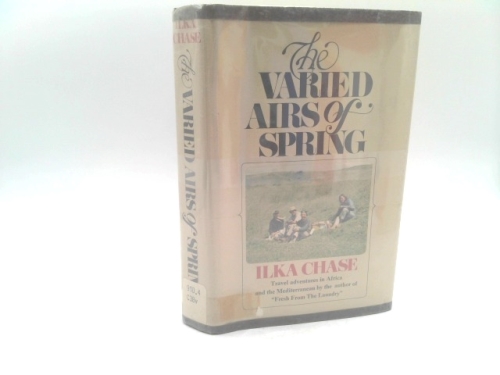 ILKA
CHASE
The VARIED AIRS of SPRING
The
VARIED
AIRS of
SPRING
ILKA CHASE
Travel adventures in Africa
and the Mediterranean by the author of
"Fresh From The Laundry"